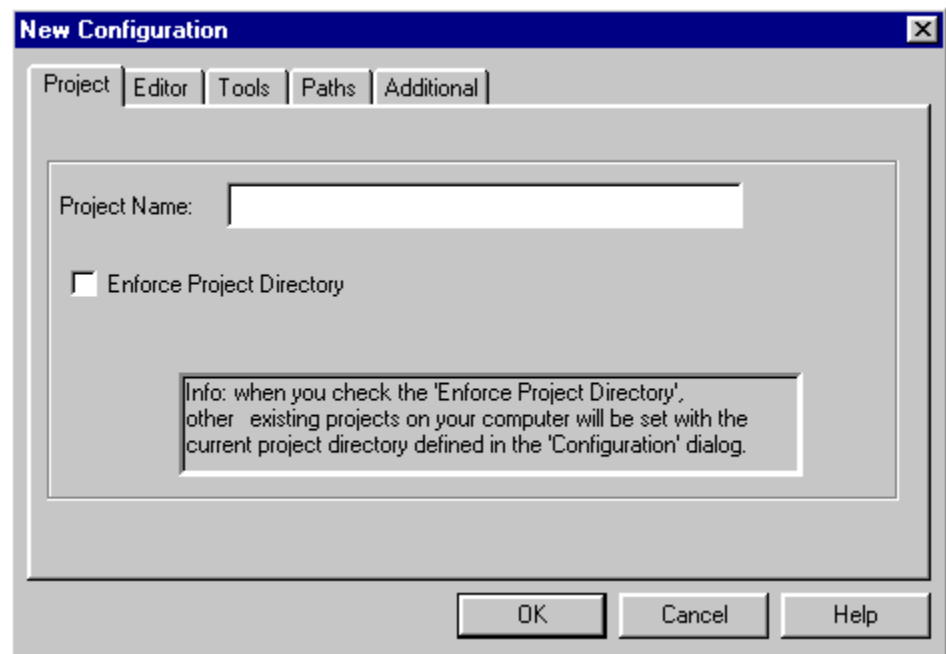 New Configuration
Project Editor Tools Paths Additional
Project Name:
Enforce Project Directory
Info: when you check the 'Enforce Project Directory',
other existing projects on your computer will be set with the
current project directory defined in the 'Configuration' dialog.
OK Cancel Help